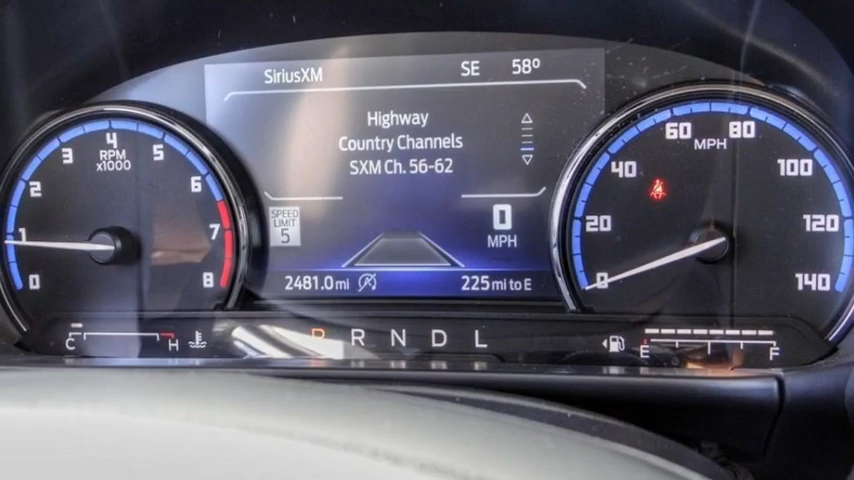 SiriusXM SE 58°
Highway
Country Channels
SXM Ch. 56-62
SPEED
LIMIT
5
0
MPH
2481.0 mi 225 mi to E
0 1 2 3 4 5 6 7 8
RPM
x1000
0 20 40 60 80 100 120 140
MPH
C H
P R N D L
E F